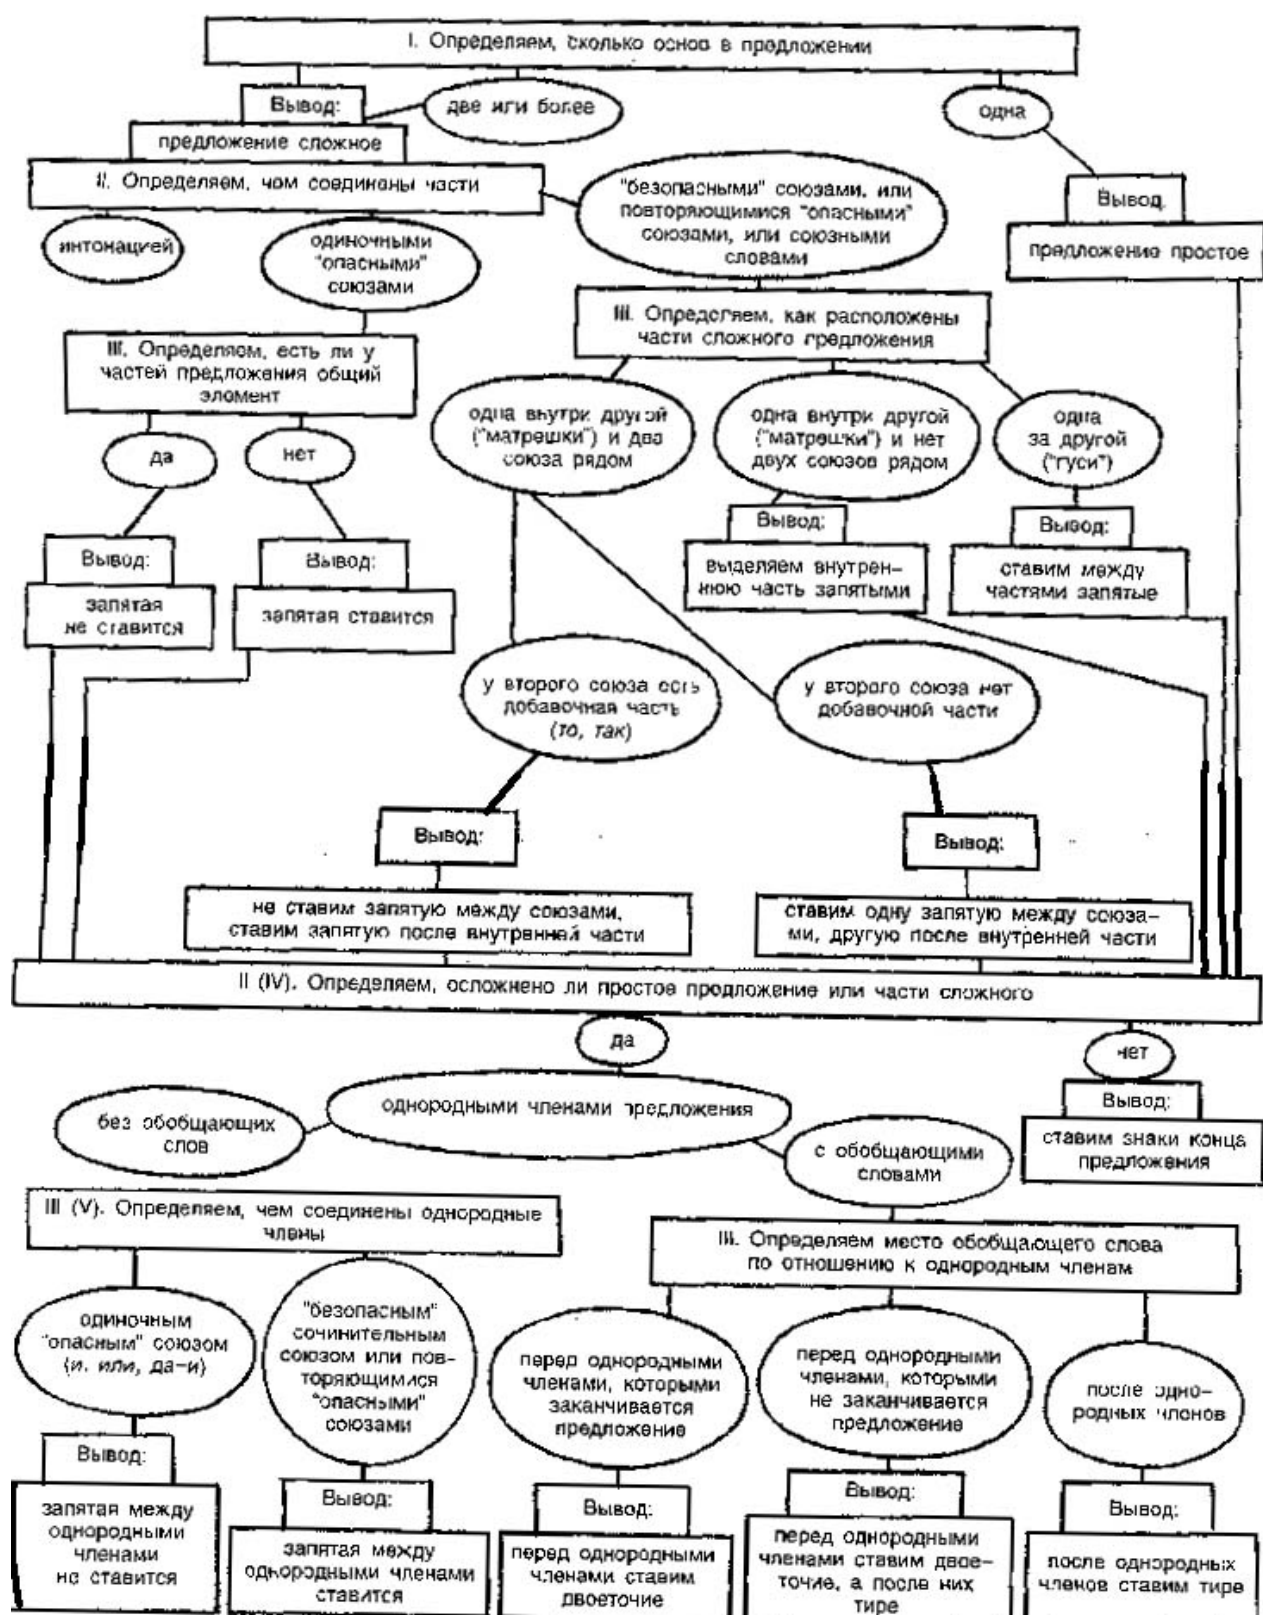 I. Определяем, сколько основ в предложении
Вывод:
две или более
одна
предложение сложное
II. Определяем, чем соединены части
"безопасными" союзами, или
повторяющимися "опасными"
союзами, или союзными
словами
Вывод.
предложение простое
интонацией
одиночными
"опасными"
союзами
III. Определяем, как расположены
части сложного предложения
III. Определяем, есть ли у
частей предложения общий
элемент
да
нет
одна внутри другой
("матрешки") и два
союза рядом
одна внутри другой
("матрешки") и нет
двух союзов рядом
одна
за другой
("гуси")
Вывод:
запятая
не ставится
Вывод:
запятая ставится
Вывод:
выделяем внутрен-
нюю часть запятыми
Вывод:
ставим между
частями запятые
у второго союза есть
добавочная часть
(то, так)
у второго союза нет
добавочной части
Вывод:
не ставим запятую между союзами,
ставим запятую после внутренней части
Вывод:
ставим одну запятую между союза-
ми, другую после внутренней части
II (IV). Определяем, осложнено ли простое предложение или части сложного
да
нет
Вывод:
ставим знаки конца
предложения
однородными членами предложения
без обобщающих
слов
с обобщающими
словами
III (V). Определяем, чем соединены однородные
члены
III. Определяем место обобщающего слова
по отношению к однородным членам
одиночным
"опасным" союзом
(и, или, да-и)
"безопасным"
сочинительным
союзом или пов-
торяющимися
"опасными"
союзами
перед однородными
членами, которыми
заканчивается
предложение
перед однородными
членами, которыми
не заканчивается
предложение
после одно-
родных членов
Вывод:
запятая между
однородными
членами
не ставится
Вывод:
запятая между
однородными членами
ставится
Вывод:
перед однородными
членами ставим
двоеточие
Вывод:
перед однородными
членами ставим двое-
точие, а после них
тире
Вывод:
после однородных
членов ставим тире